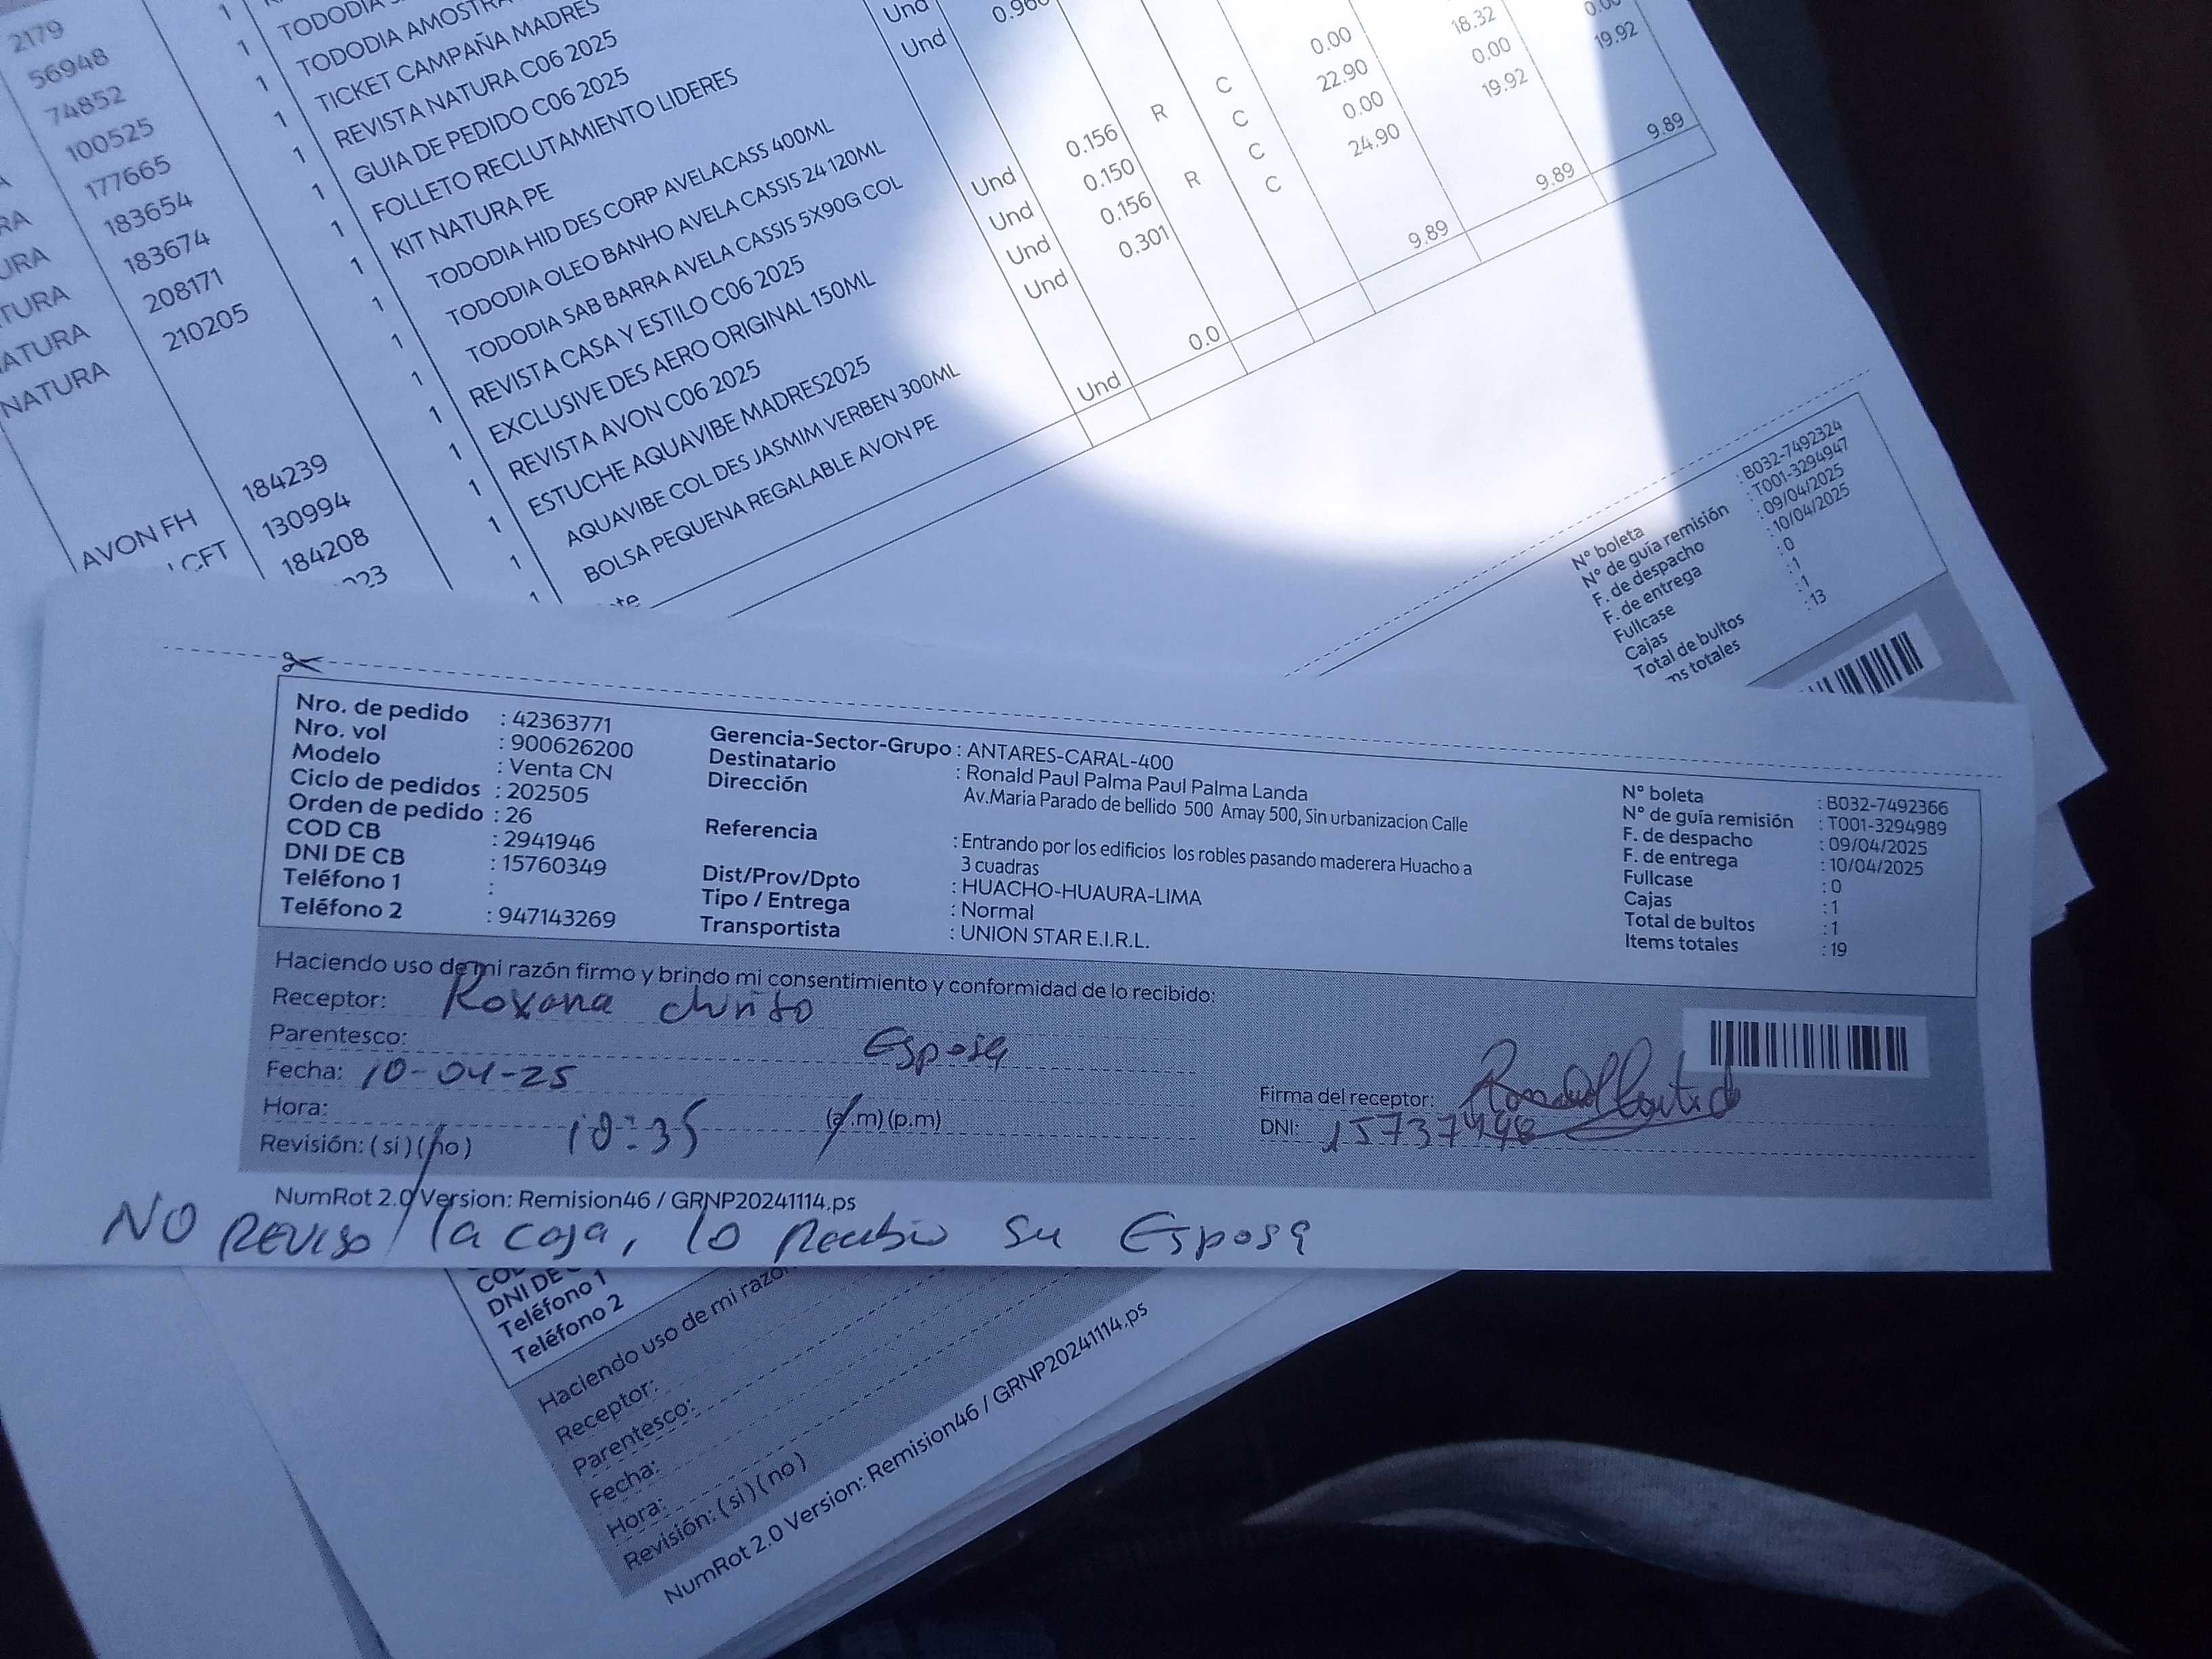 2179
56948
74852
100525
177665
183654
183674
208171
210205
184239
130994
184208
1 TICKET CAMPAÑA MADRES
1 REVISTA NATURA C06 2025
1 GUIA DE PEDIDO C06 2025
1 FOLLETO RECLUTAMIENTO LIDERES
1 KIT NATURA PE
1 TODODIA HID DES CORP AVELACASS 400ML
1 TODODIA OLEO BANHO AVELA CASSIS 24 120ML
1 TODODIA SAB BARRA AVELA CASSIS 5X90G COL
1 REVISTA CASA Y ESTILO C06 2025
1 EXCLUSIVE DES AERO ORIGINAL 150ML
1 REVISTA AVON C06 2025
1 ESTUCHE AQUAVIBE MADRES2025
1 AQUAVIBE COL DES JASMIM VERBEN 300ML
1 BOLSA PEQUENA REGALABLE AVON PE
NATURA
AVON FH
Und
Und
Und 0.156 R C 0.00 18.32
Und 0.150 C 22.90 0.00
Und 0.156 R C 0.00 19.92
Und 0.301 C 24.90 19.92
Und 0.0 9.89 9.89 9.89
N° boleta : B032-7492324
N° de guía remisión : T001-3294947
F. de despacho : 09/04/2025
F. de entrega : 10/04/2025
Fullcase : 0
Cajas : 1
Total de bultos : 1
ms totales : 13
Nro. de pedido : 42363771
Nro. vol : 900626200
Modelo : Venta CN
Ciclo de pedidos : 202505
Orden de pedido : 26
COD CB : 2941946
DNI DE CB : 15760349
Teléfono 1 :
Teléfono 2 : 947143269
Gerencia-Sector-Grupo : ANTARES-CARAL-400
Destinatario : Ronald Paul Palma Paul Palma Landa
Dirección Av.Maria Parado de bellido 500 Amay 500, Sin urbanizacion Calle
Referencia : Entrando por los edificios los robles pasando maderera Huacho a
3 cuadras
Dist/Prov/Dpto : HUACHO-HUAURA-LIMA
Tipo / Entrega : Normal
Transportista : UNION STAR E.I.R.L.
N° boleta : B032-7492366
N° de guía remisión : T001-3294989
F. de despacho : 09/04/2025
F. de entrega : 10/04/2025
Fullcase : 0
Cajas : 1
Total de bultos : 1
Items totales : 19
Haciendo uso de mi razón firmo y brindo mi consentimiento y conformidad de lo recibido:
Receptor: Roxana
Parentesco: Esposa
Fecha: 10-04-25
Hora: 10:35 (a.m) (p.m)
Revisión: ( si ) ( no )
Firma del receptor:
DNI: 15737448
NumRot 2.0 Version: Remision46 / GRNP20241114.ps
NO REVISO la caja, lo Recibio su Esposa
DNI DE
Teléfono 1
Teléfono 2
Haciendo uso de mi razón
Receptor:
Parentesco:
Fecha:
Hora:
Revisión: ( si ) ( no )
NumRot 2.0 Version: Remision46 / GRNP20241114.ps